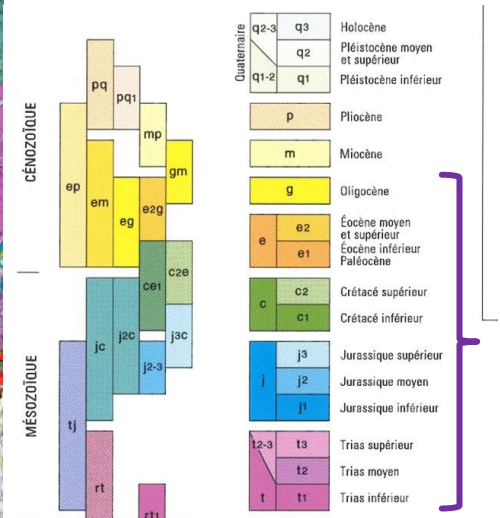 Quaternaire
q2-3
q3
Holocène
q2
Pléistocène moyen
et supérieur
q1-2
q1
Pléistocène inférieur
pq
pq1
p
Pliocène
CÉNOZOÏQUE
mp
m
Miocène
ep
em
eg
e2g
gm
g
Oligocène
e
e2
Éocène moyen
et supérieur
e1
Éocène inférieur
Paléocène
ce1
c2e
c
c2
Crétacé supérieur
c1
Crétacé inférieur
MÉSOZOÏQUE
jc
j2c
j3c
j2-3
j
j3
Jurassique supérieur
j2
Jurassique moyen
j1
Jurassique inférieur
tj
rt
rt1
t2-3
t3
Trias supérieur
t2
Trias moyen
t
t1
Trias inférieur